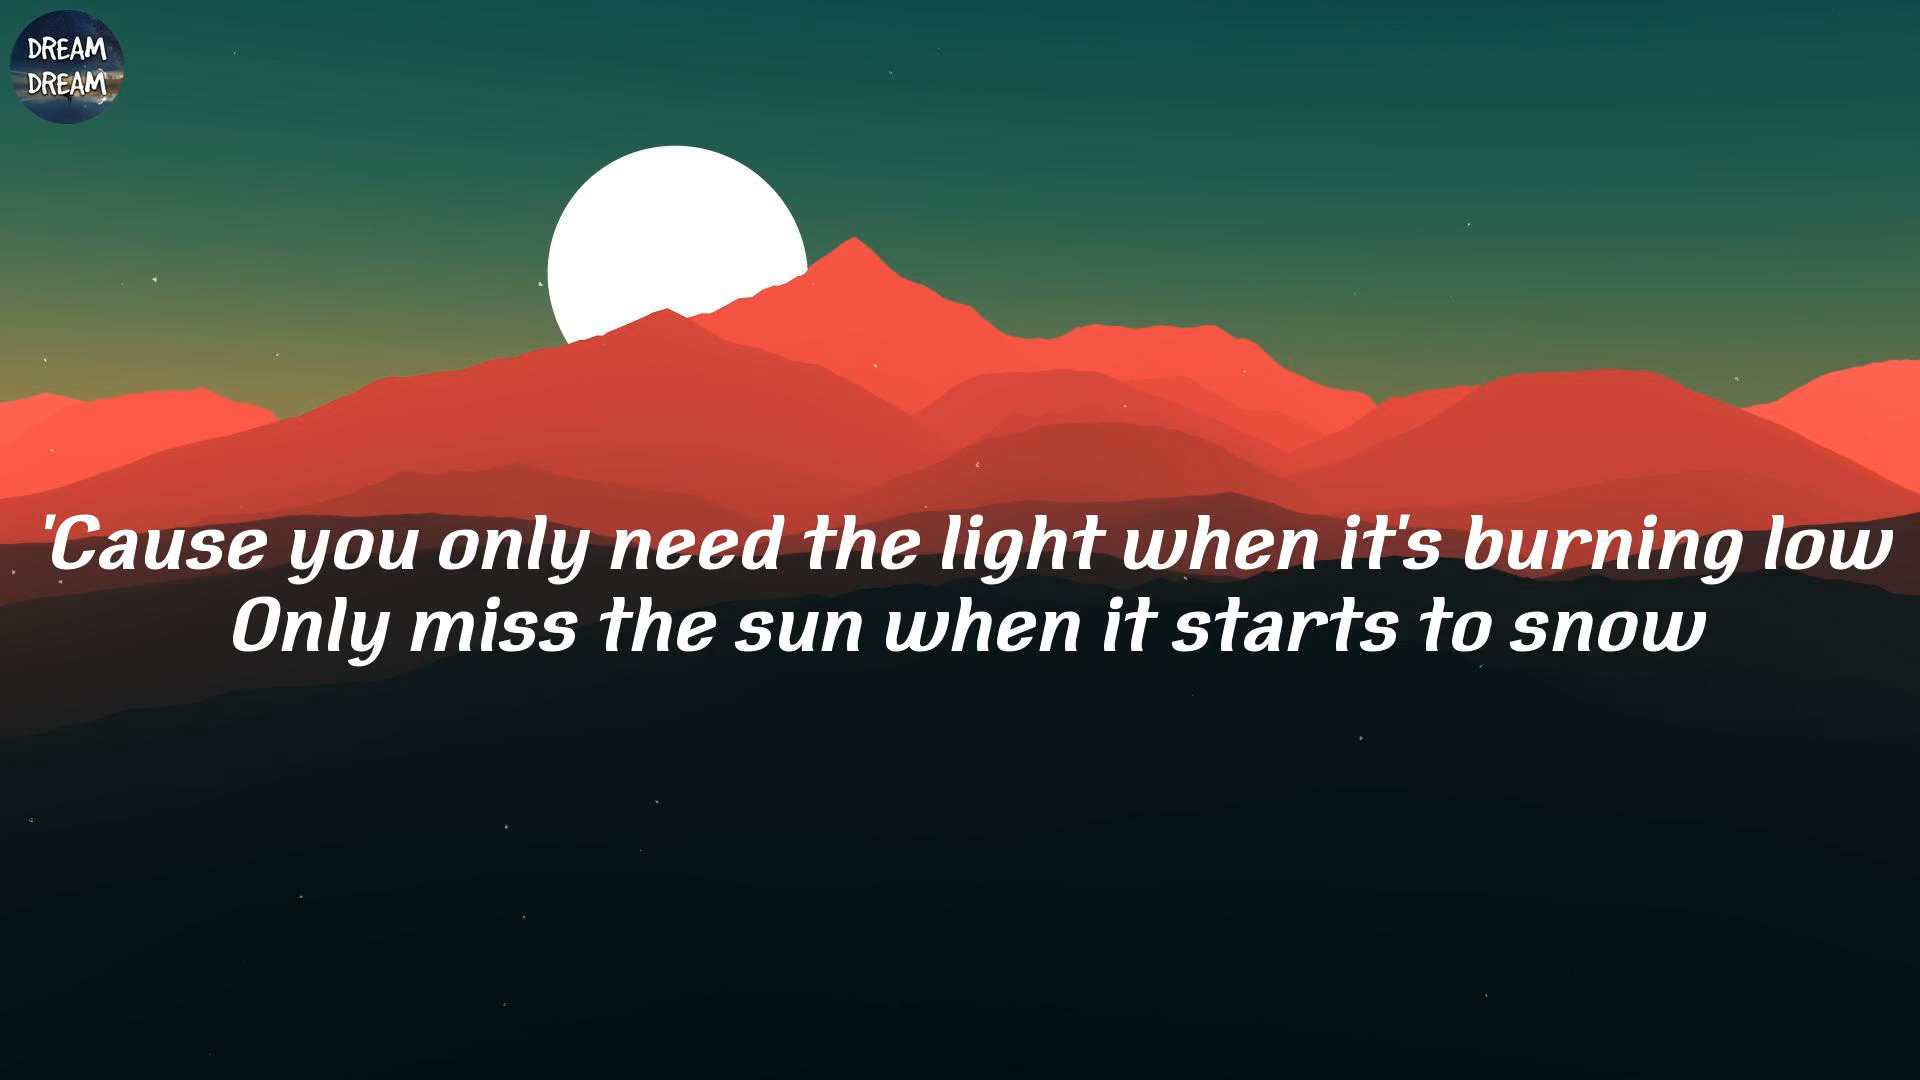 DREAM
DREAM
'Cause you only need the light when it's burning low
Only miss the sun when it starts to snow